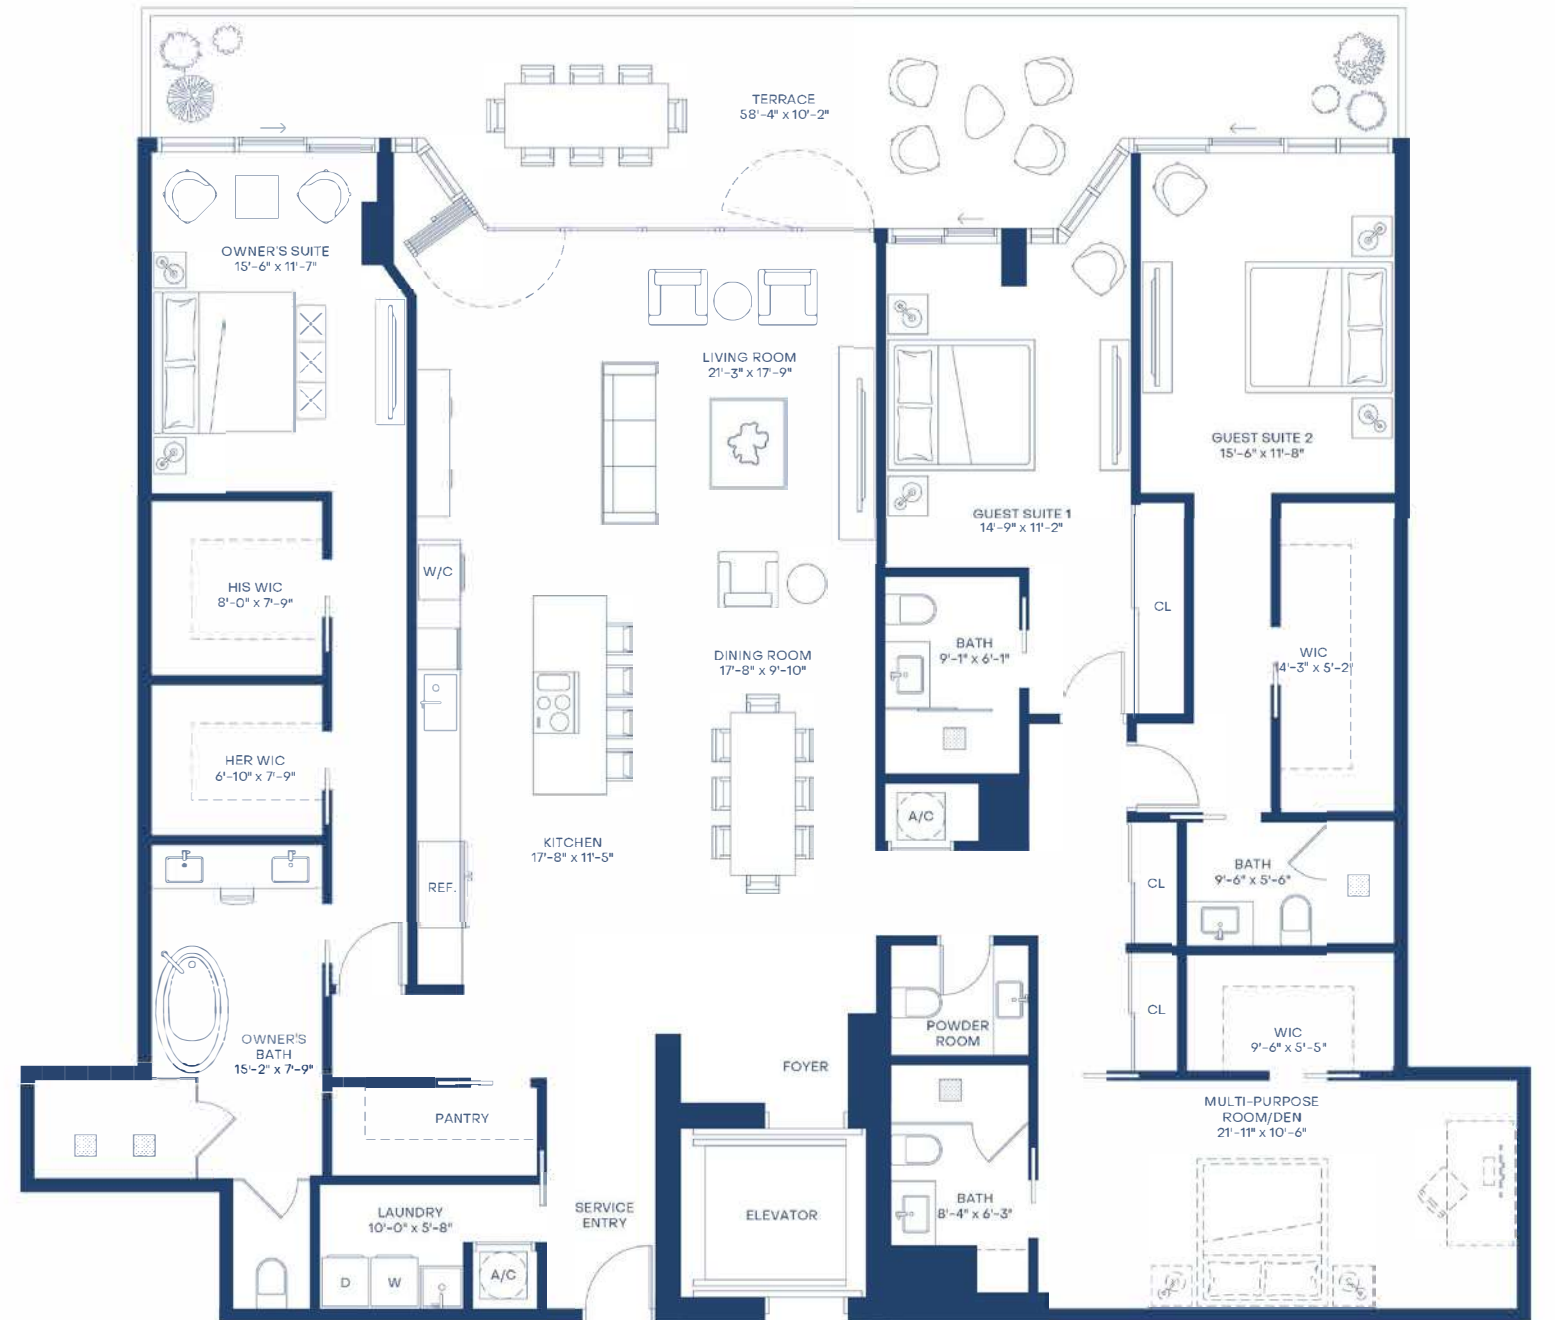 TERRACE
58'-4" x 10'-2"
OWNER'S SUITE
15'-6" x 11'-7"
LIVING ROOM
21'-3" x 17'-9"
GUEST SUITE 2
15'-6" x 11'-8"
GUEST SUITE 1
14'-9" x 11'-2"
W/C
HIS WIC
8'-0" x 7'-9"
CL
BATH
9'-1" x 6'-1"
DINING ROOM
17'-8" x 9'-10"
WIC
14'-3" x 5'-2"
HER WIC
6'-10" x 7'-9"
A/C
KITCHEN
17'-8" x 11'-5"
REF.
CL
BATH
9'-6" x 5'-6"
CL
POWDER
ROOM
WIC
9'-6" x 5'-5"
OWNER'S
BATH
15'-2" x 7'-9"
FOYER
PANTRY
MULTI-PURPOSE
ROOM/DEN
21'-11" x 10'-6"
LAUNDRY
10'-0" x 5'-8"
SERVICE
ENTRY
ELEVATOR
BATH
8'-4" x 6'-3"
D
W
A/C